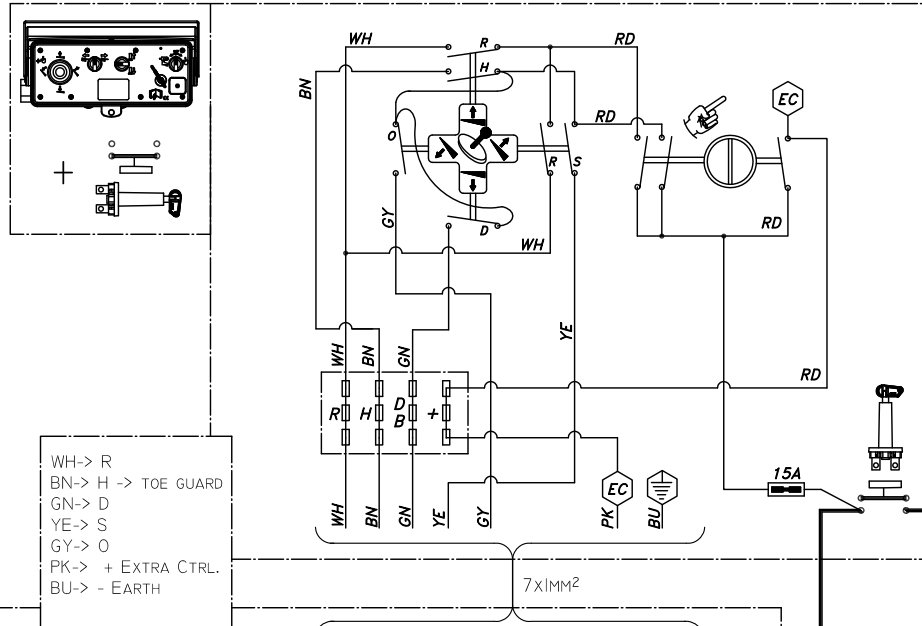 WH
R
RD
H
BN
EC
RD
O
R
S
GY
D
RD
WH
YE
WH
BN
GN
RD
R
H
D
B
+
15A
EC
WH
BN
GN
YE
GY
PK
BU
WH-> R
BN-> H -> TOE GUARD
GN-> D
YE-> S
GY-> O
PK-> + EXTRA CTRL.
BU-> - EARTH
7X1MM²